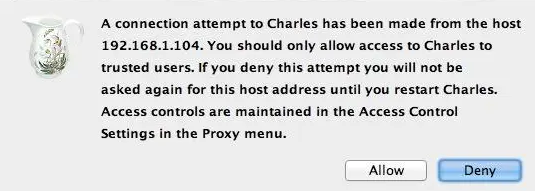 A connection attempt to Charles has been made from the host
192.168.1.104. You should only allow access to Charles to
trusted users. If you deny this attempt you will not be
asked again for this host address until you restart Charles.
Access controls are maintained in the Access Control
Settings in the Proxy menu.
Allow
Deny